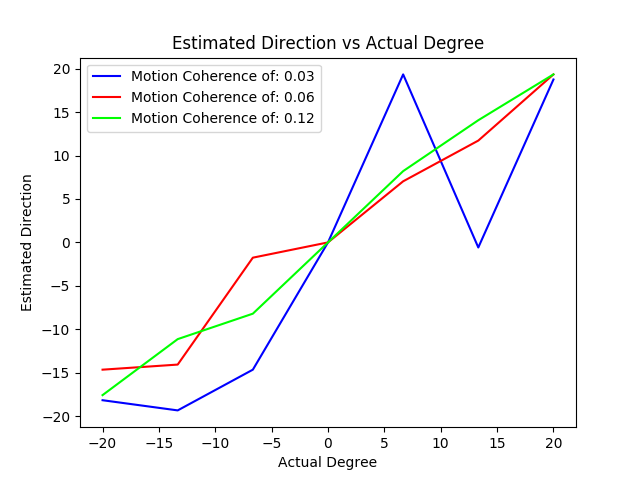 Estimated Direction vs Actual Degree
Motion Coherence of: 0.03
Motion Coherence of: 0.06
Motion Coherence of: 0.12
Estimated Direction
20
15
10
5
0
−5
−10
−15
−20
−20 −15 −10 −5 0 5 10 15 20
Actual Degree